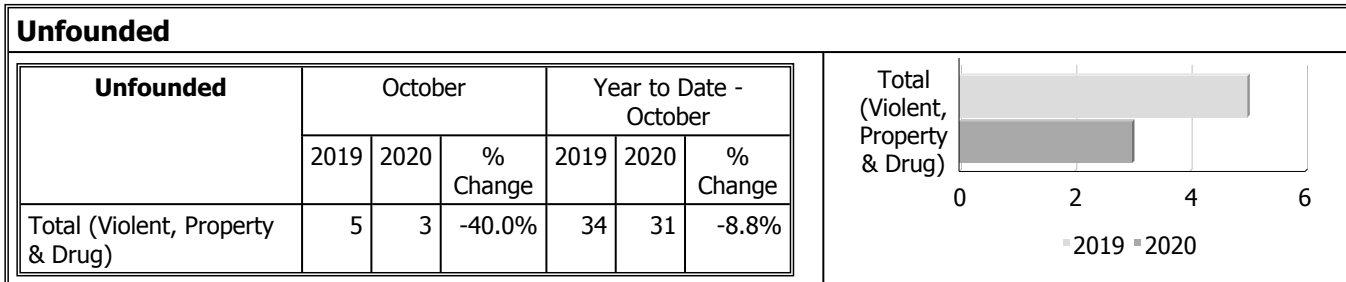 Unfounded
Unfounded October Year to Date -
October
2019 2020 % 2019 2020 %
Change Change
Total (Violent, Property 5 3 -40.0% 34 31 -8.8%
& Drug)
Total
(Violent,
Property
& Drug)
0 2 4 6
2019 2020